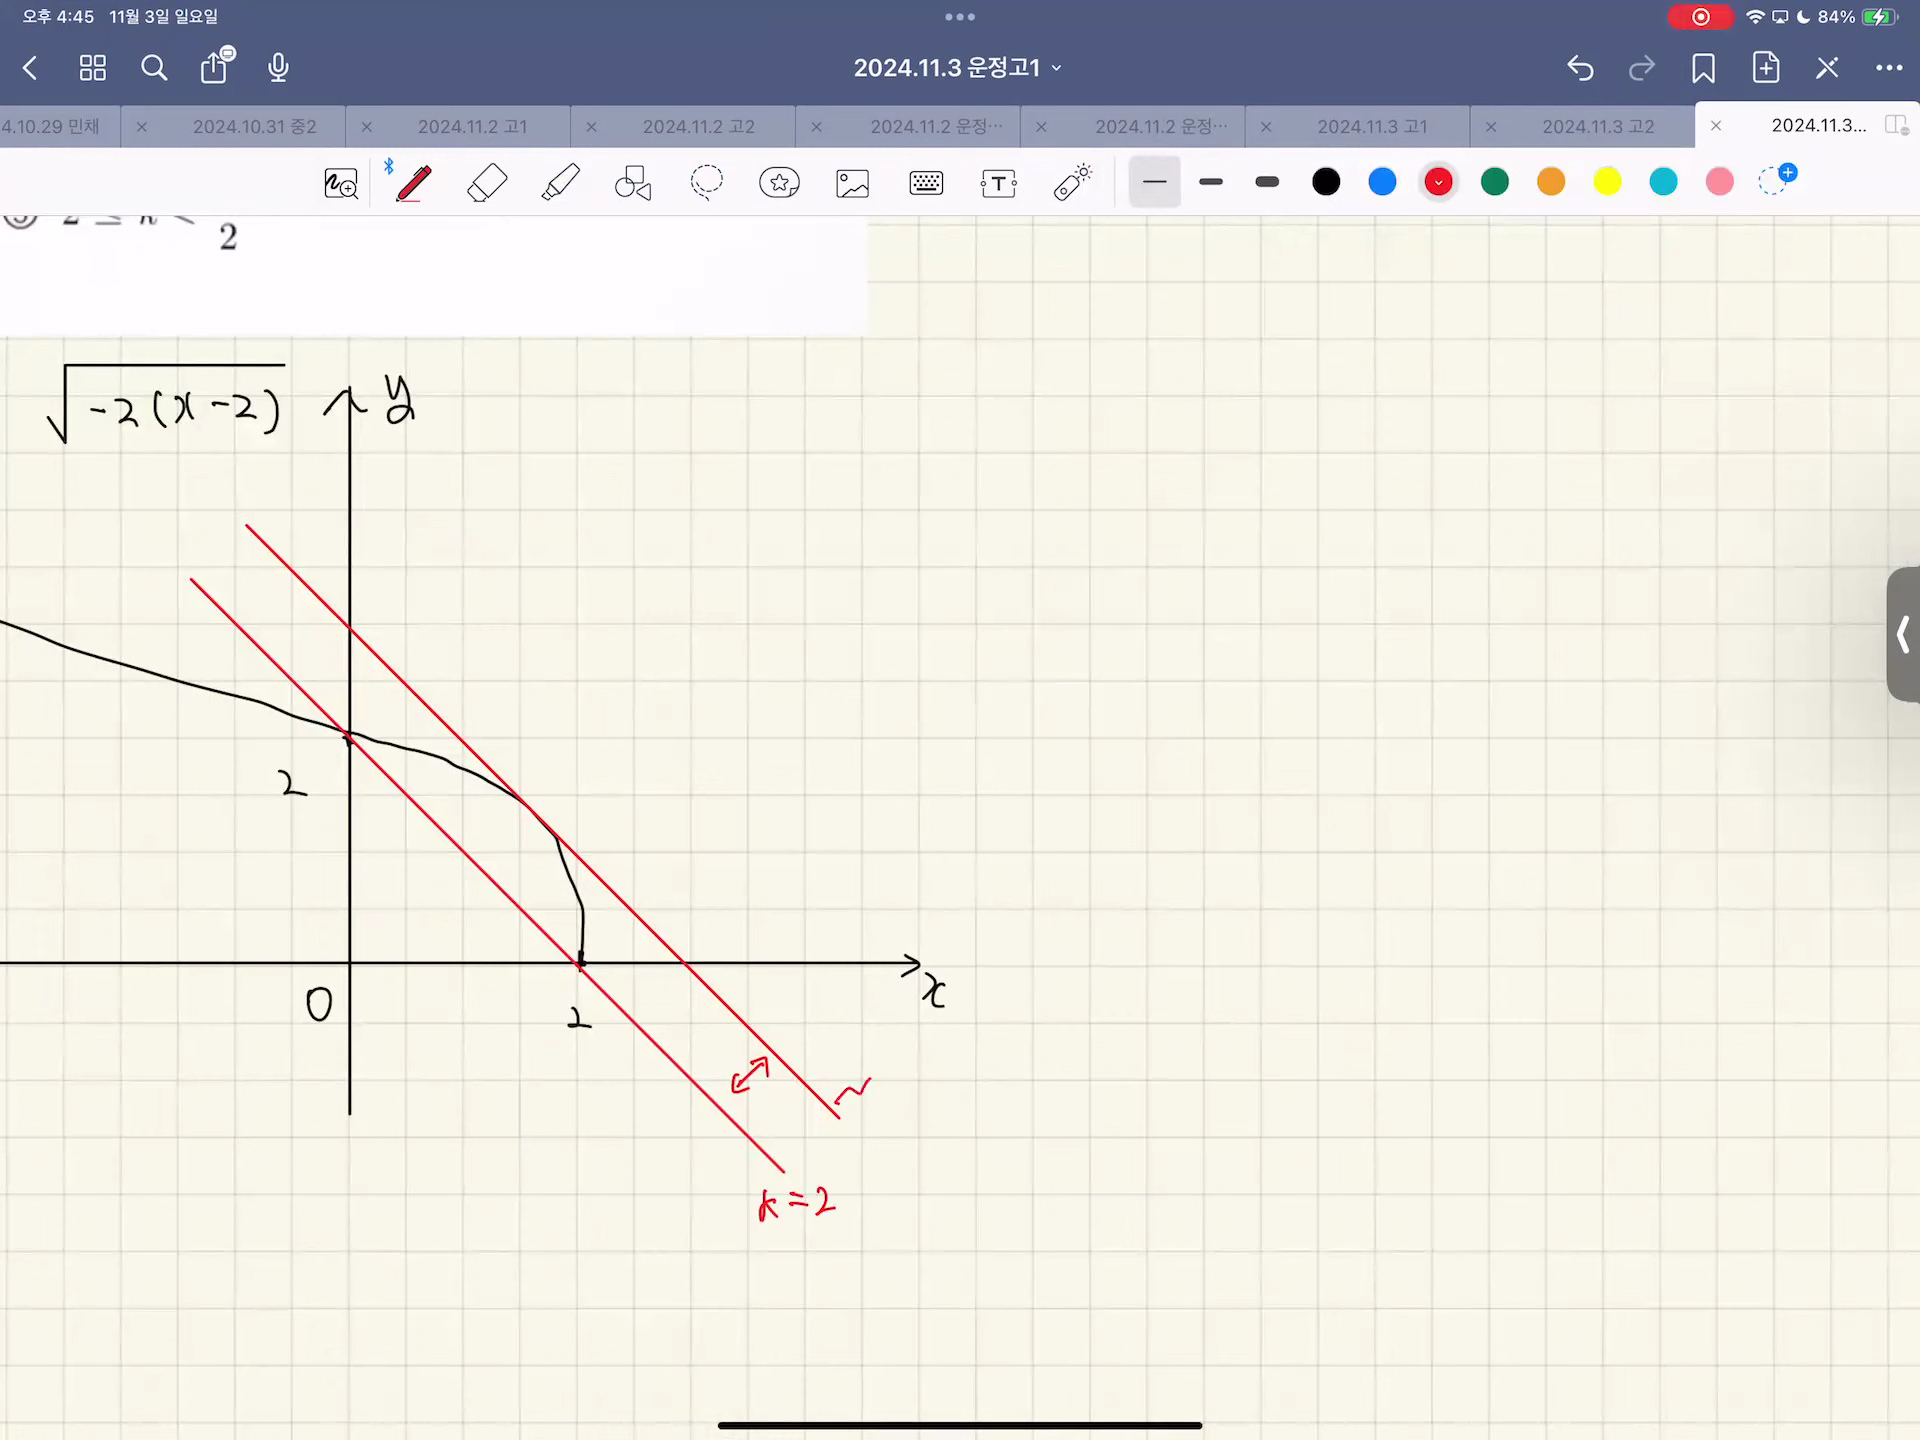 오후 4:45 11월 3일 일요일
84%
2024.11.3 운정고1
4.10.29 민채
2024.10.31 중2
2024.11.2 고1
2024.11.2 고2
2024.11.2 운정…
2024.11.2 운정…
2024.11.3 고1
2024.11.3 고2
2024.11.3...
T
2
√-2(x-2)
y
2
0
2
x
k=2